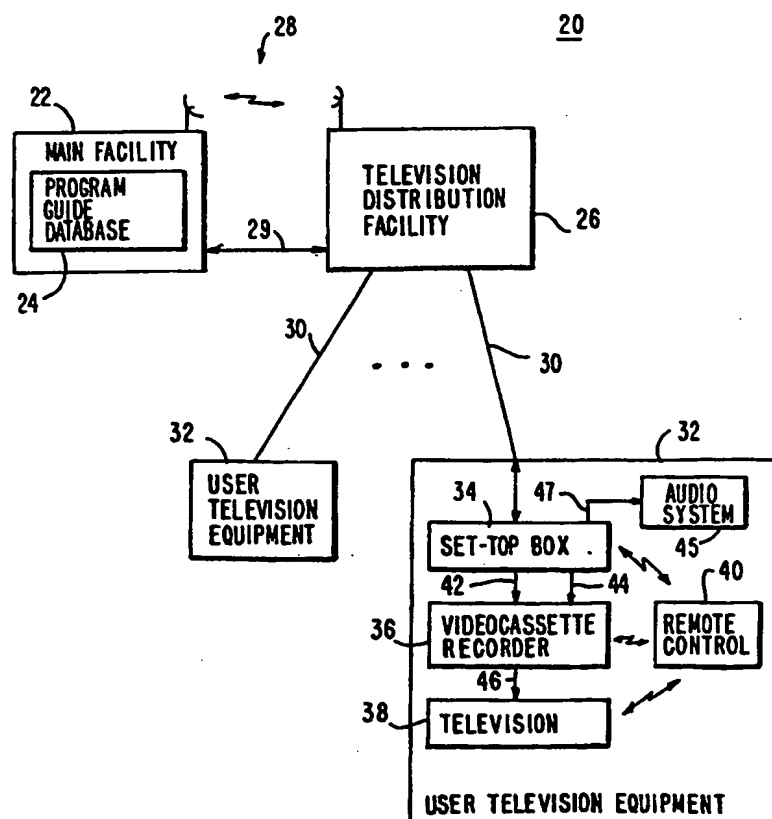 28
20
22
MAIN FACILITY
PROGRAM
GUIDE
DATABASE
24
29
TELEVISION
DISTRIBUTION
FACILITY
26
30
30
32
USER
TELEVISION
EQUIPMENT
32
34
47
AUDIO
SYSTEM
45
SET-TOP BOX
42
44
40
36
VIDEOCASSETTE
RECORDER
REMOTE
CONTROL
46
38
TELEVISION
USER TELEVISION EQUIPMENT